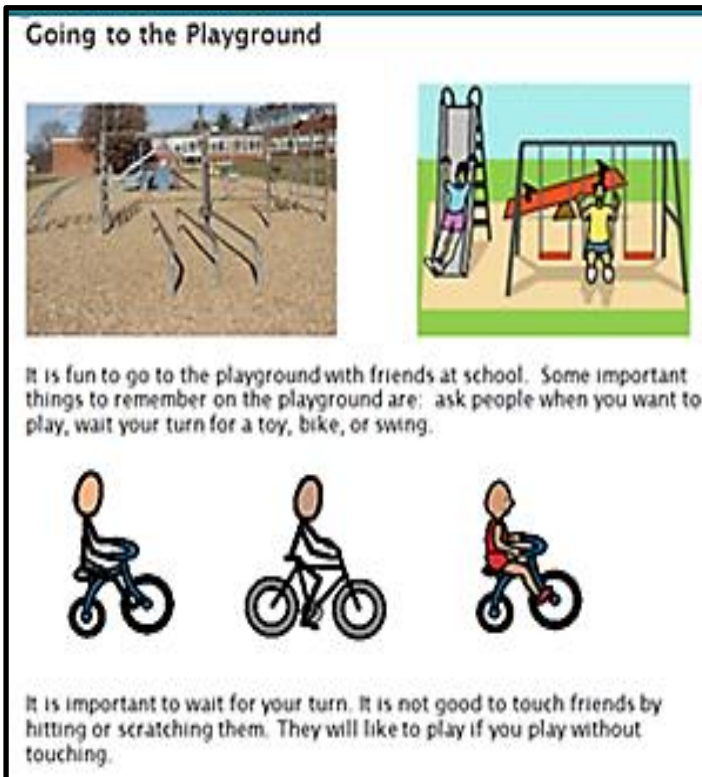 Going to the Playground
It is fun to go to the playground with friends at school. Some important
things to remember on the playground are: ask people when you want to
play, wait your turn for a toy, bike, or swing.
It is important to wait for your turn. It is not good to touch friends by
hitting or scratching them. They will like to play if you play without
touching.